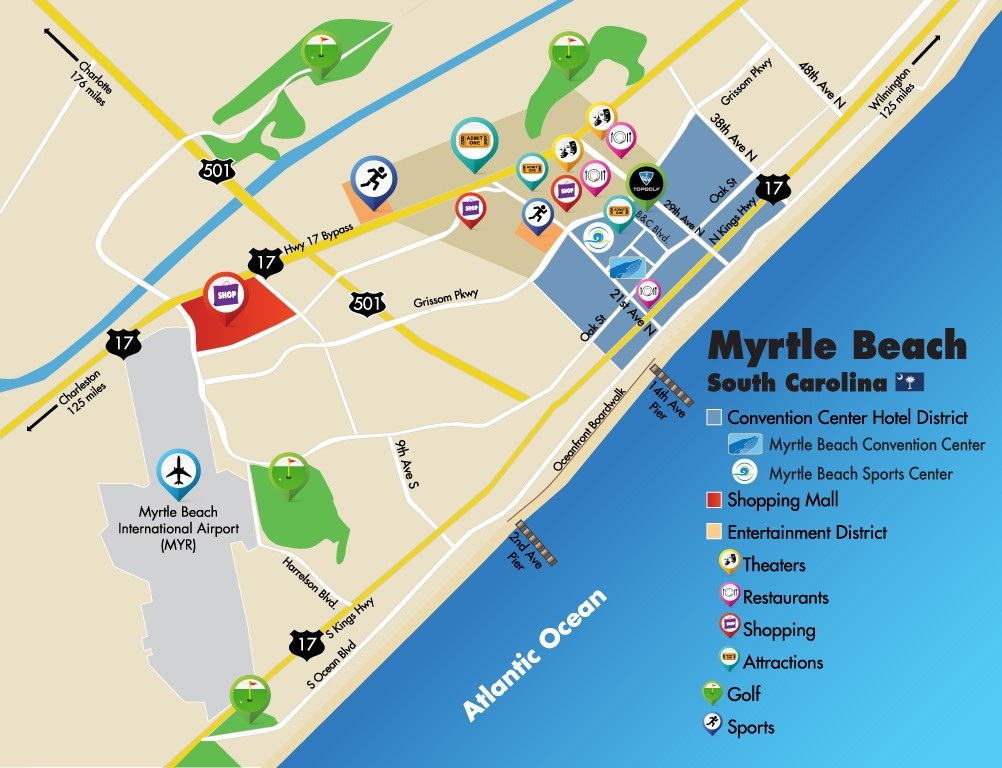 Charlotte
176 miles
501
Hwy 17 Bypass
17
501
Grissom Pkwy
17
Charleston
125 miles
SHOP
ADMIT
ONE
SHOP
SHOP
TOPGOLF
B&C Blvd.
29th Ave N
21st Ave N
Oak St
Oak St
N Kings Hwy
38th Ave N
Grissom Pkwy
48th Ave N
17
Wilmington
125 miles
Myrtle Beach
International Airport
(MYR)
9th Ave S
Harrelson Blvd.
17
S Kings Hwy
S Ocean Blvd
Oceanfront Boardwalk
14th Ave
Pier
2nd Ave
Pier
Atlantic Ocean
Myrtle Beach
South Carolina
Convention Center Hotel District
Myrtle Beach Convention Center
Myrtle Beach Sports Center
Shopping Mall
Entertainment District
Theaters
Restaurants
Shopping
Attractions
Golf
Sports